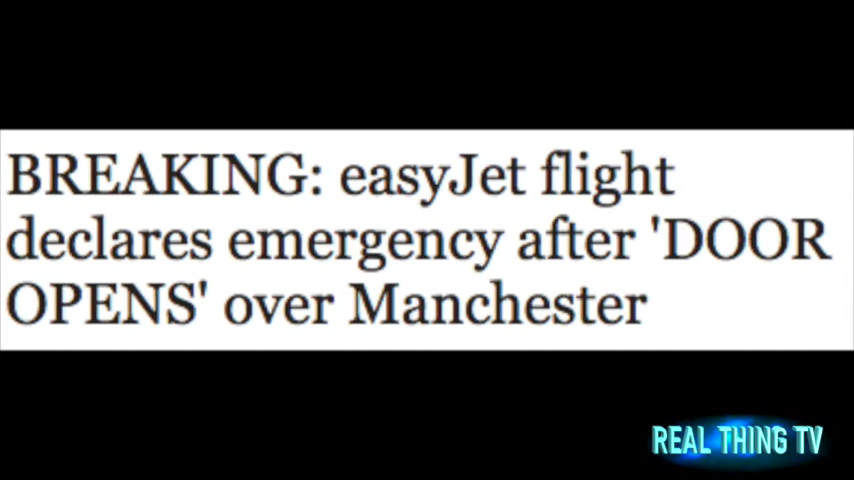 BREAKING: easyJet flight
declares emergency after 'DOOR
OPENS' over Manchester
REAL THING TV